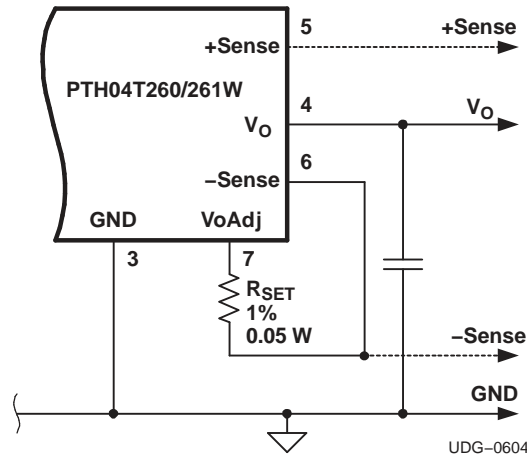 5
+Sense
+Sense
PTH04T260/261W
4
VO
VO
6
–Sense
GND
VoAdj
3
7
RSET
1%
0.05 W
–Sense
GND
UDG–0604